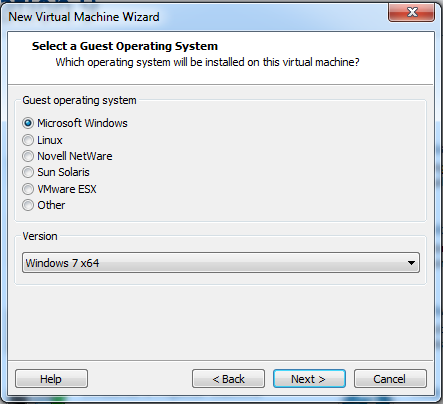 New Virtual Machine Wizard
Select a Guest Operating System
Which operating system will be installed on this virtual machine?
Guest operating system
Microsoft Windows
Linux
Novell NetWare
Sun Solaris
VMware ESX
Other
Version
Windows 7 x64
Help
< Back
Next >
Cancel